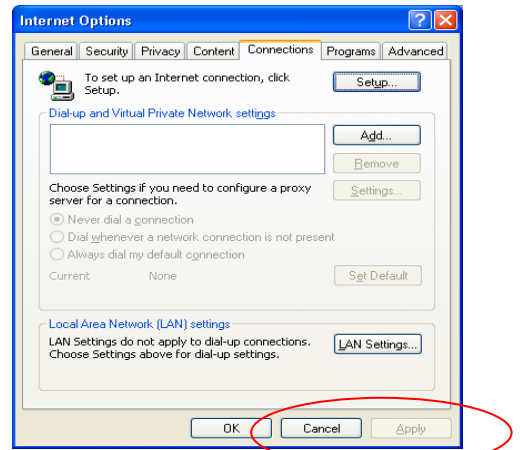 Internet Options
General Security Privacy Content Connections Programs Advanced
To set up an Internet connection, click
Setup.
Setup...
Dial-up and Virtual Private Network settings
Add...
Remove
Choose Settings if you need to configure a proxy
server for a connection.
Settings...
Never dial a connection
Dial whenever a network connection is not present
Always dial my default connection
Current None
Set Default
Local Area Network (LAN) settings
LAN Settings do not apply to dial-up connections.
Choose Settings above for dial-up settings.
LAN Settings...
OK Cancel Apply